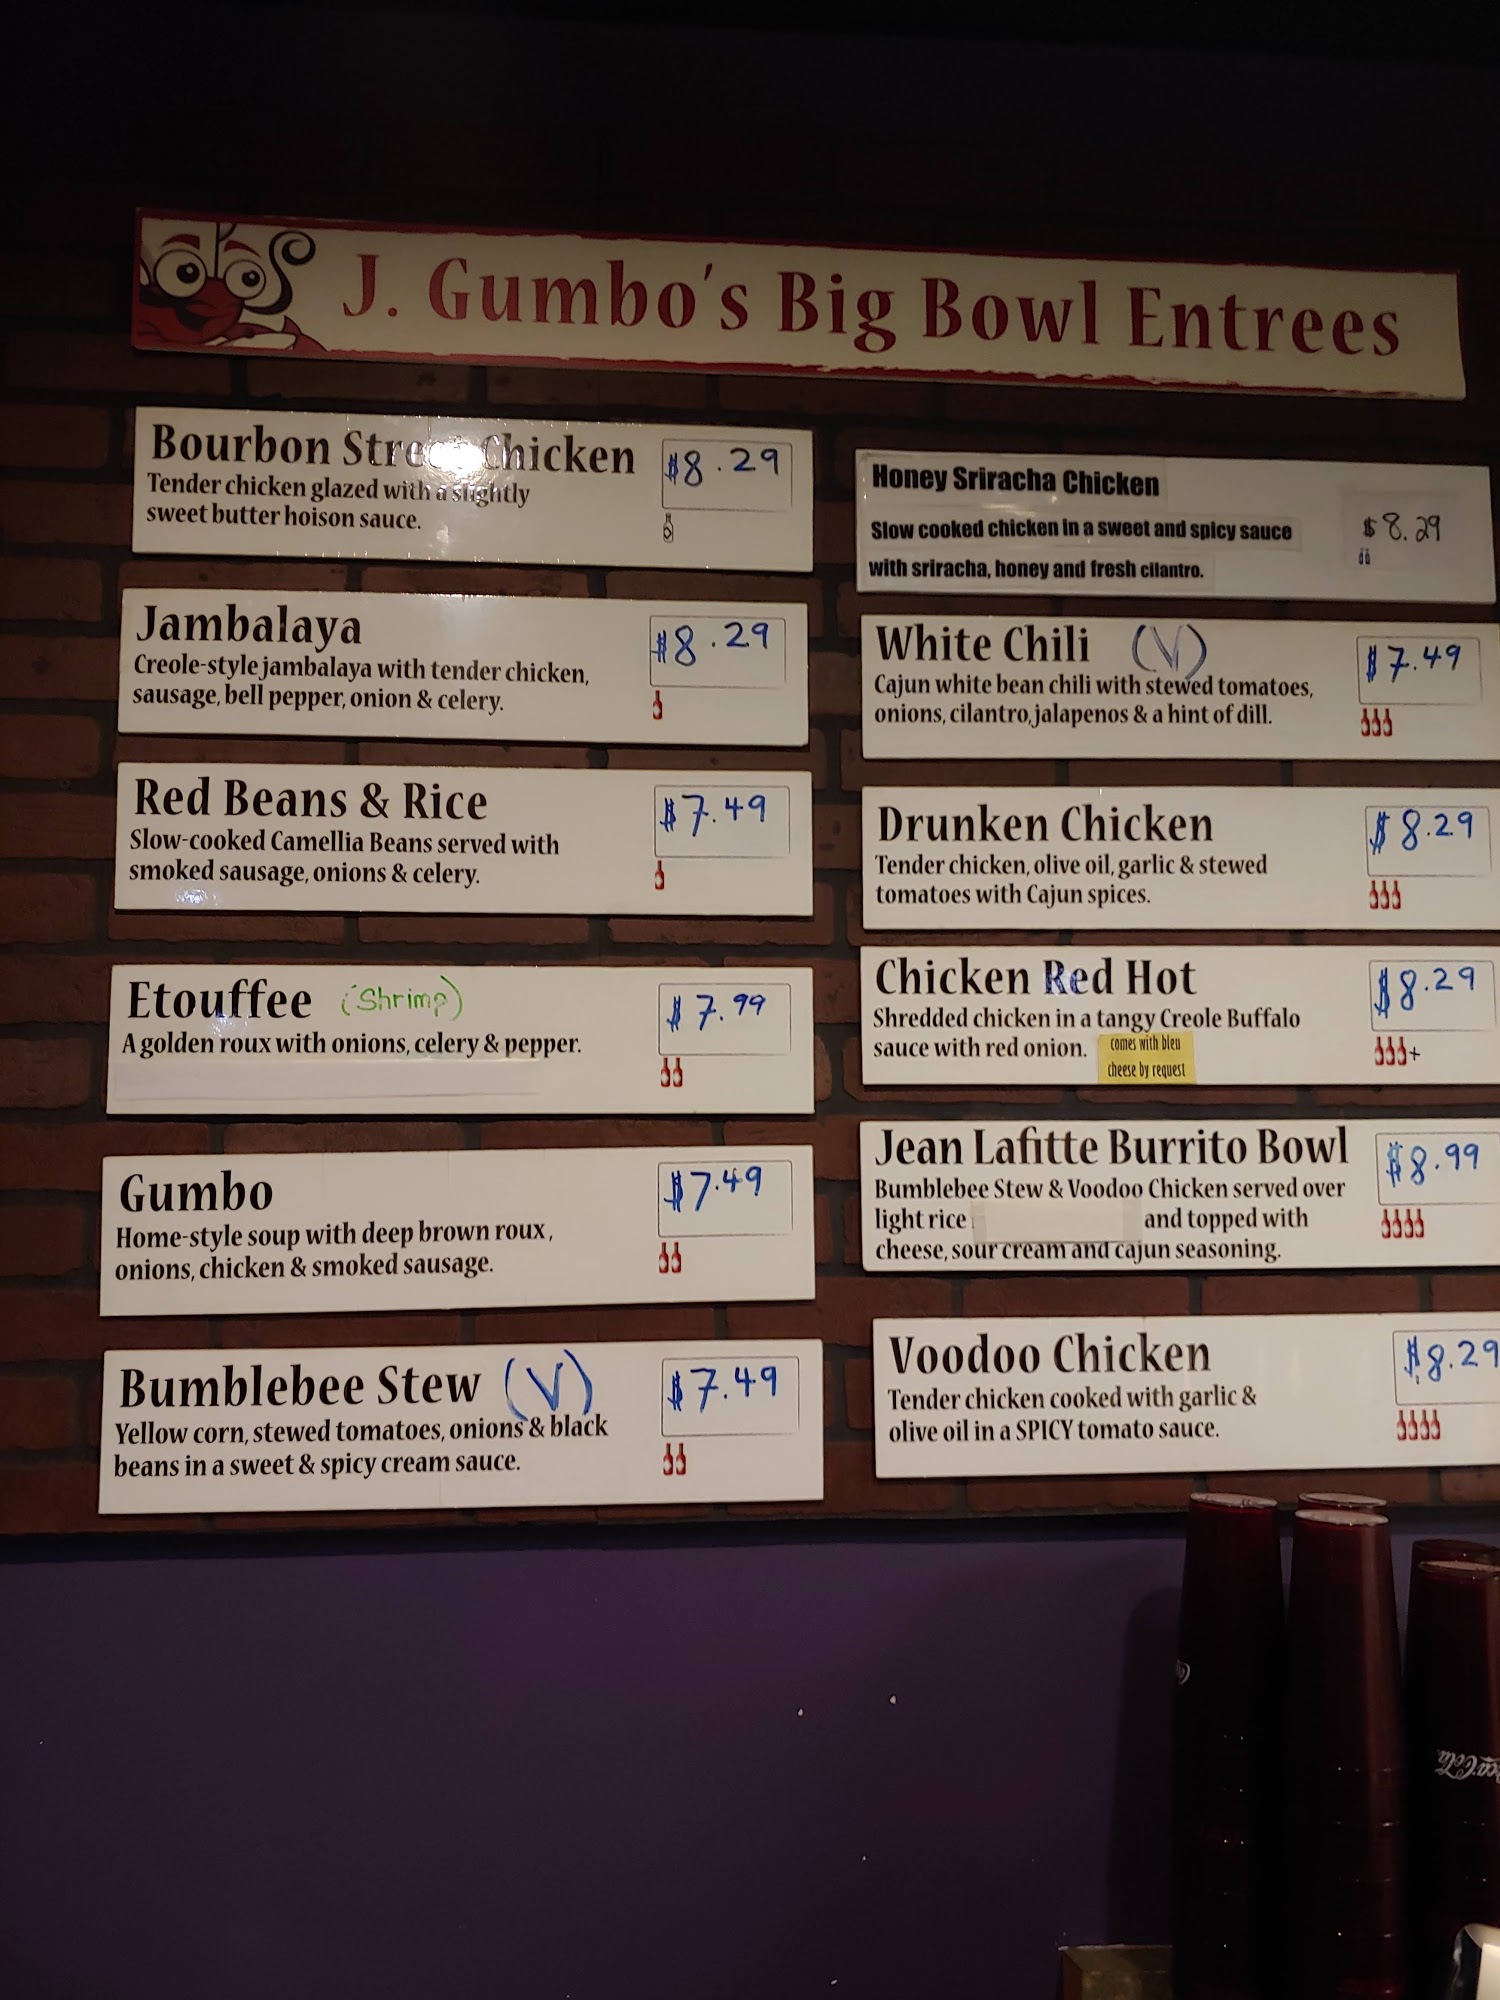 J. Gumbo's Big Bowl Entrees
Bourbon Street Chicken
$8.29
Tender chicken glazed with a slightly
sweet butter hoison sauce.
Jambalaya
$8.29
Creole-style jambalaya with tender chicken,
sausage, bell pepper, onion & celery.
Red Beans & Rice
$7.49
Slow-cooked Camellia Beans served with
smoked sausage, onions & celery.
Etouffee (Shrimp)
$7.99
A golden roux with onions, celery & pepper.
Gumbo
$7.49
Home-style soup with deep brown roux,
onions, chicken & smoked sausage.
Bumblebee Stew (V)
$7.49
Yellow corn, stewed tomatoes, onions & black
beans in a sweet & spicy cream sauce.
Honey Sriracha Chicken
Slow cooked chicken in a sweet and spicy sauce
$8.29
with sriracha, honey and fresh cilantro.
White Chili (V)
$7.49
Cajun white bean chili with stewed tomatoes,
onions, cilantro, jalapenos & a hint of dill.
Drunken Chicken
$8.29
Tender chicken, olive oil, garlic & stewed
tomatoes with Cajun spices.
Chicken Red Hot
$8.29
Shredded chicken in a tangy Creole Buffalo
sauce with red onion.
comes with bleu
cheese by request
+
Jean Lafitte Burrito Bowl
$8.99
Bumblebee Stew & Voodoo Chicken served over
light rice and topped with
cheese, sour cream and cajun seasoning.
Voodoo Chicken
$8.29
Tender chicken cooked with garlic &
olive oil in a SPICY tomato sauce.